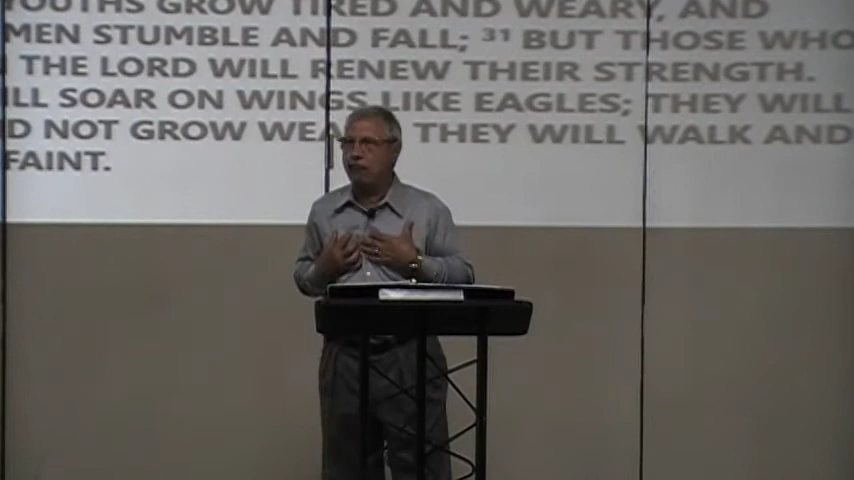 YOUTHS GROW TIRED AND WEARY, AND
MEN STUMBLE AND FALL; 31 BUT THOSE WHO
THE LORD WILL RENEW THEIR STRENGTH.
ILL SOAR ON WINGS LIKE EAGLES; THEY WILL
D NOT GROW WEA THEY WILL WALK AND
FAINT.